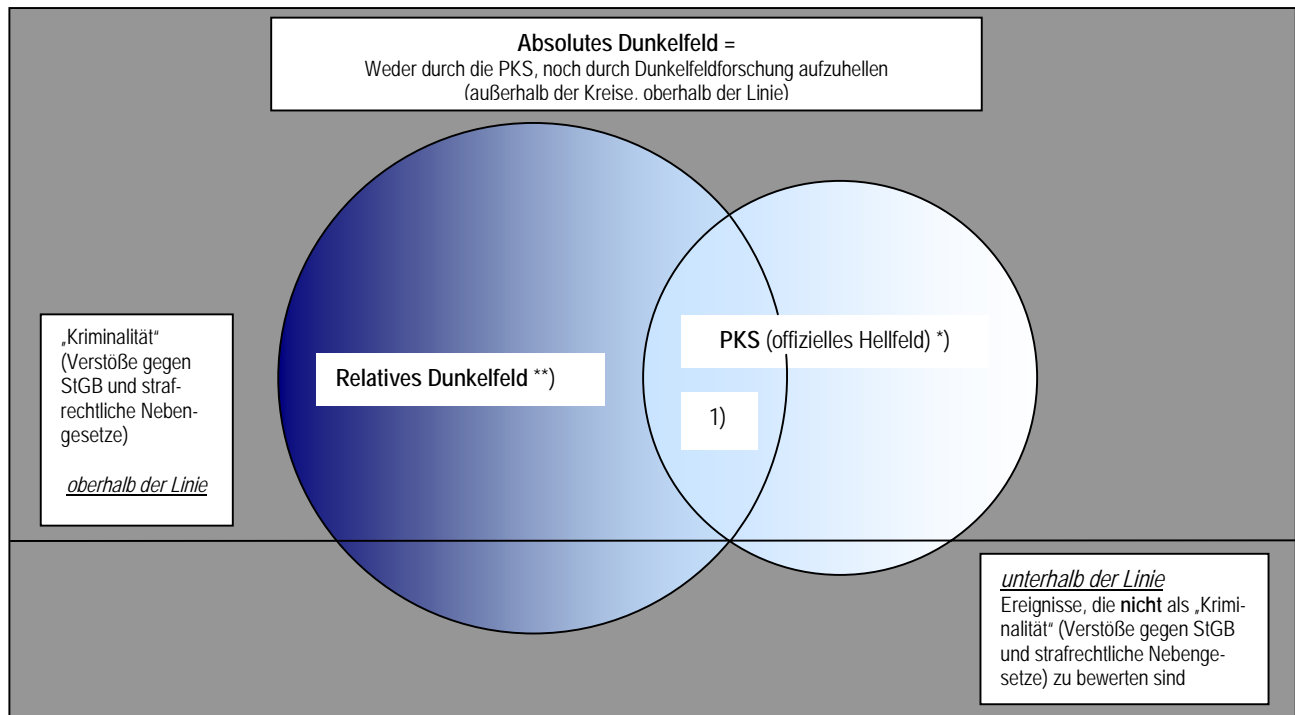 Absolutes Dunkelfeld =
Weder durch die PKS, noch durch Dunkelfeldforschung aufzuhellen
(außerhalb der Kreise, oberhalb der Linie)
PKS (offizielles Hellfeld) *)
Relatives Dunkelfeld **)
1)
„Kriminalität“
(Verstöße gegen
StGB und straf-
rechtliche Neben-
gesetze)
oberhalb der Linie
unterhalb der Linie
Ereignisse, die nicht als „Krimi-
nalität“ (Verstöße gegen StGB
und strafrechtliche Nebenge-
setze) zu bewerten sind